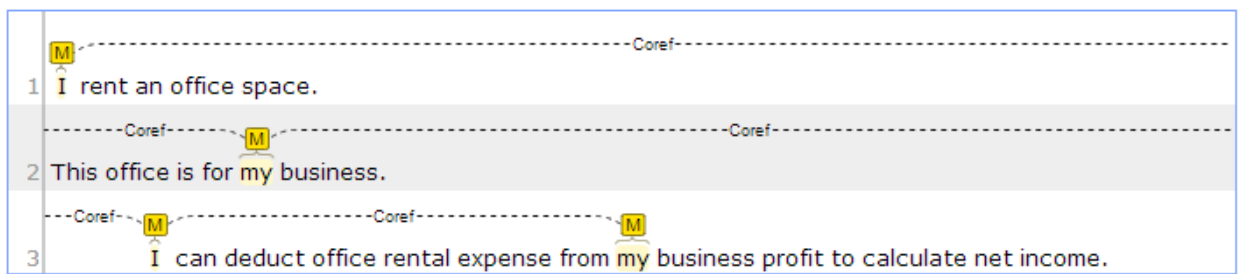 M Coref
1 I rent an office space.
Coref M Coref
2 This office is for my business.
Coref M Coref M
3 I can deduct office rental expense from my business profit to calculate net income.